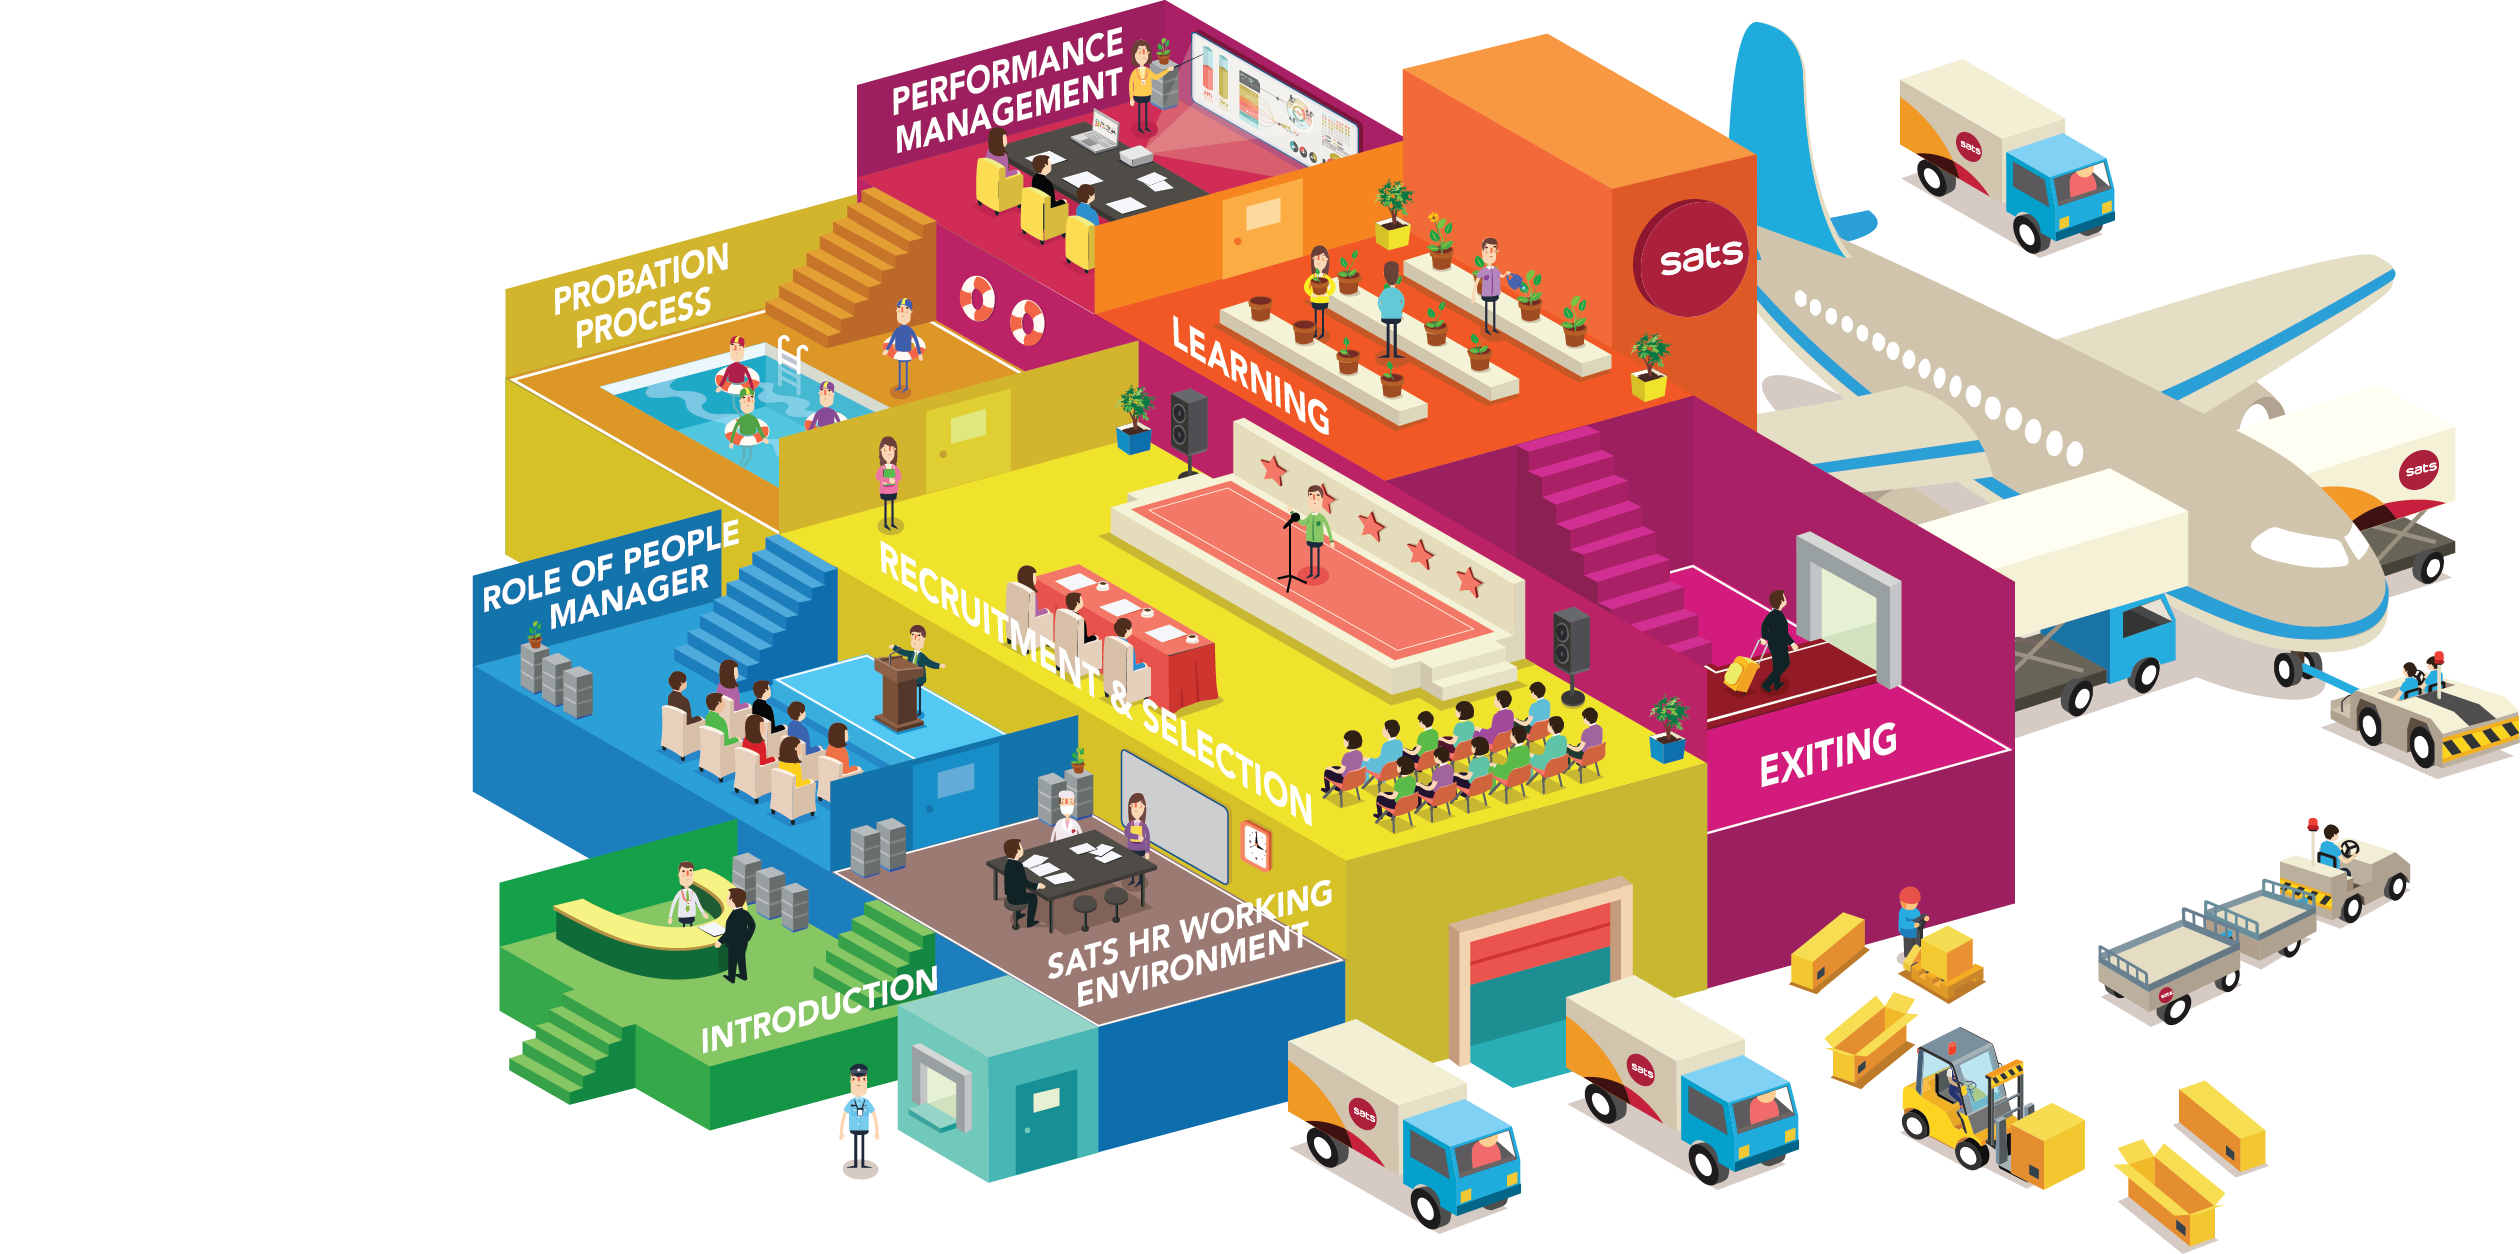 PERFORMANCE
MANAGEMENT
sats
PROBATION
PROCESS
sats
LEARNING
sats
ROLE OF PEOPLE
MANAGER
RECRUITMENT & SELECTION
EXITING
SATS HR WORKING
ENVIRONMENT
INTRODUCTION
sats
sats
sats